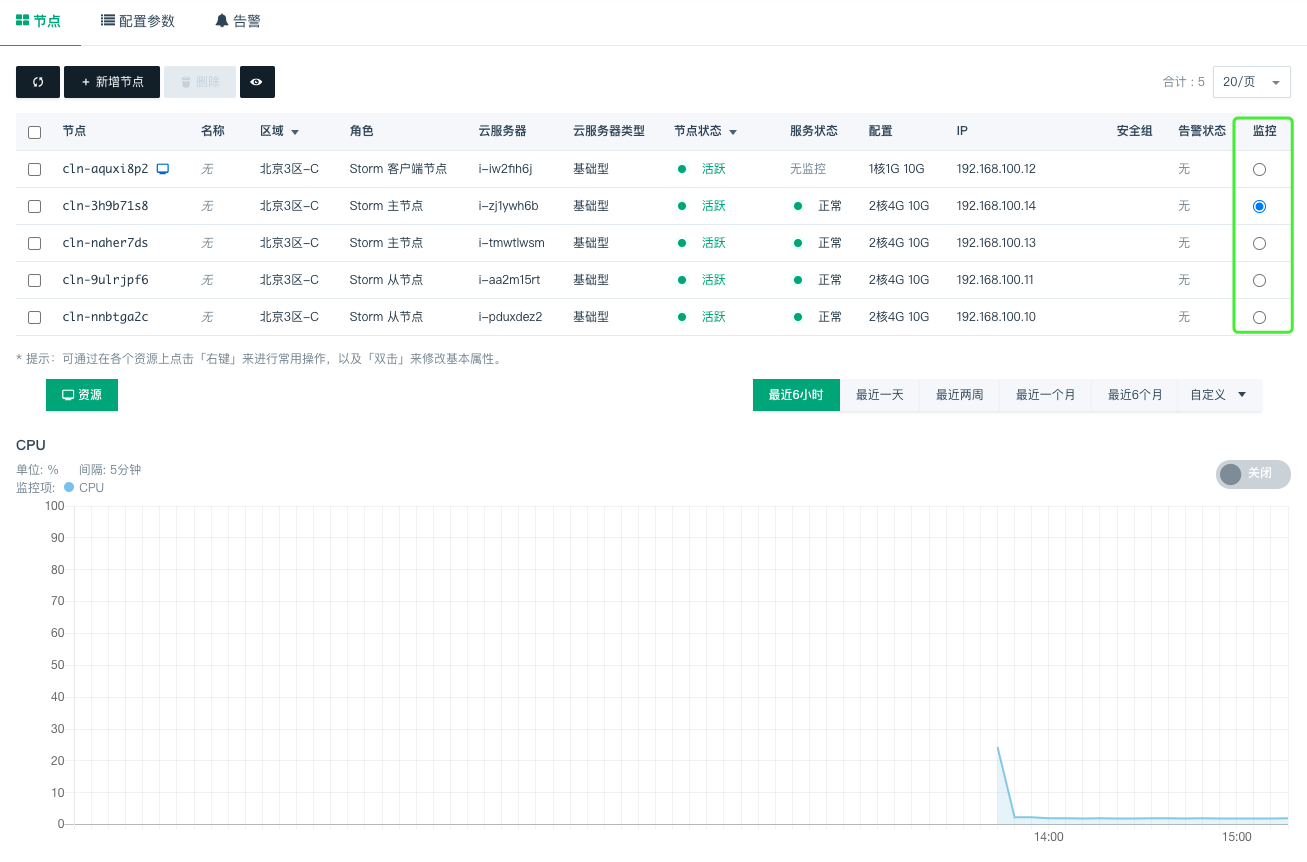 节点 配置参数 告警
+ 新增节点 删除 合计：5 20/页
节点 名称 区域 角色 云服务器 云服务器类型 节点状态 服务状态 配置 IP 安全组 告警状态 监控
cln-aquxi8p2 无 北京3区-C Storm 客户端节点 i-iw2fih6j 基础型 活跃 无监控 1核1G 10G 192.168.100.12 无
cln-3h9b71s8 无 北京3区-C Storm 主节点 i-zj1ywh6b 基础型 活跃 正常 2核4G 10G 192.168.100.14 无
cln-naher7ds 无 北京3区-C Storm 主节点 i-tmwtlwsm 基础型 活跃 正常 2核4G 10G 192.168.100.13 无
cln-9ulrjpf6 无 北京3区-C Storm 从节点 i-aa2m15rt 基础型 活跃 正常 2核4G 10G 192.168.100.11 无
cln-nnbtga2c 无 北京3区-C Storm 从节点 i-pduxdez2 基础型 活跃 正常 2核4G 10G 192.168.100.10 无
* 提示：可通过在各个资源上点击「右键」来进行常用操作，以及「双击」来修改基本属性。
资源 最近6小时 最近一天 最近两周 最近一个月 最近6个月 自定义
CPU
单位: % 间隔: 5分钟
监控项: CPU 关闭
100
90
80
70
60
50
40
30
20
10
0
14:00 15:00